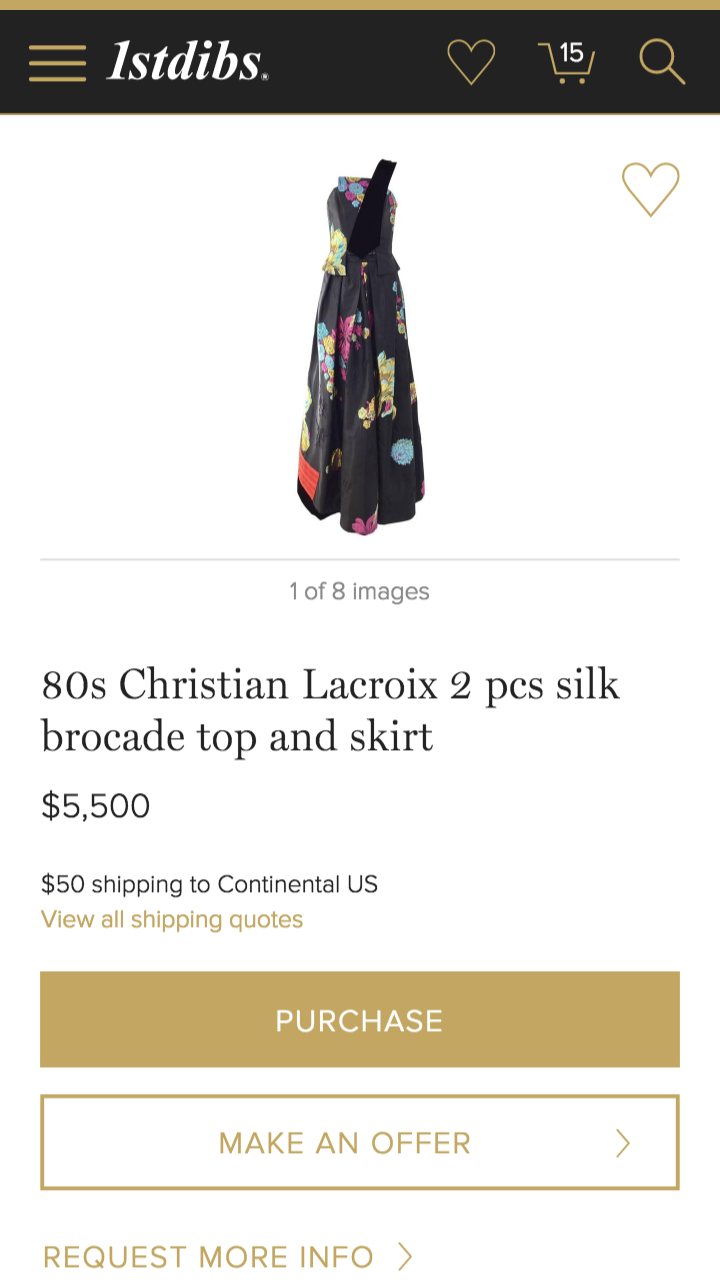 1stdibs®
15
1 of 8 images
80s Christian Lacroix 2 pcs silk
brocade top and skirt
$5,500
$50 shipping to Continental US
View all shipping quotes
PURCHASE
MAKE AN OFFER
REQUEST MORE INFO